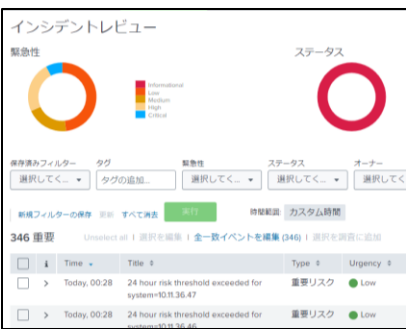 インシデントレビュー
緊急性
ステータス
Informational
Low
Medium
High
Critical
保存済みフィルター タグ 緊急性 ステータス オーナー
選択してく... タグの追加... 選択してく... 選択してく... 選択してく
新規フィルターの保存 更新 すべて消去 実行 時間範囲: カスタム時間
346 重要 Unselect all | 選択を編集 | 全一致イベントを編集 (346) | 選択を調査に追加
i Time Title Type Urgency
> Today, 00:28 24 hour risk threshold exceeded for system=10.11.36.47 重要リスク Low
> Today, 00:28 24 hour risk threshold exceeded for system=10.11.36.46 重要リスク Low